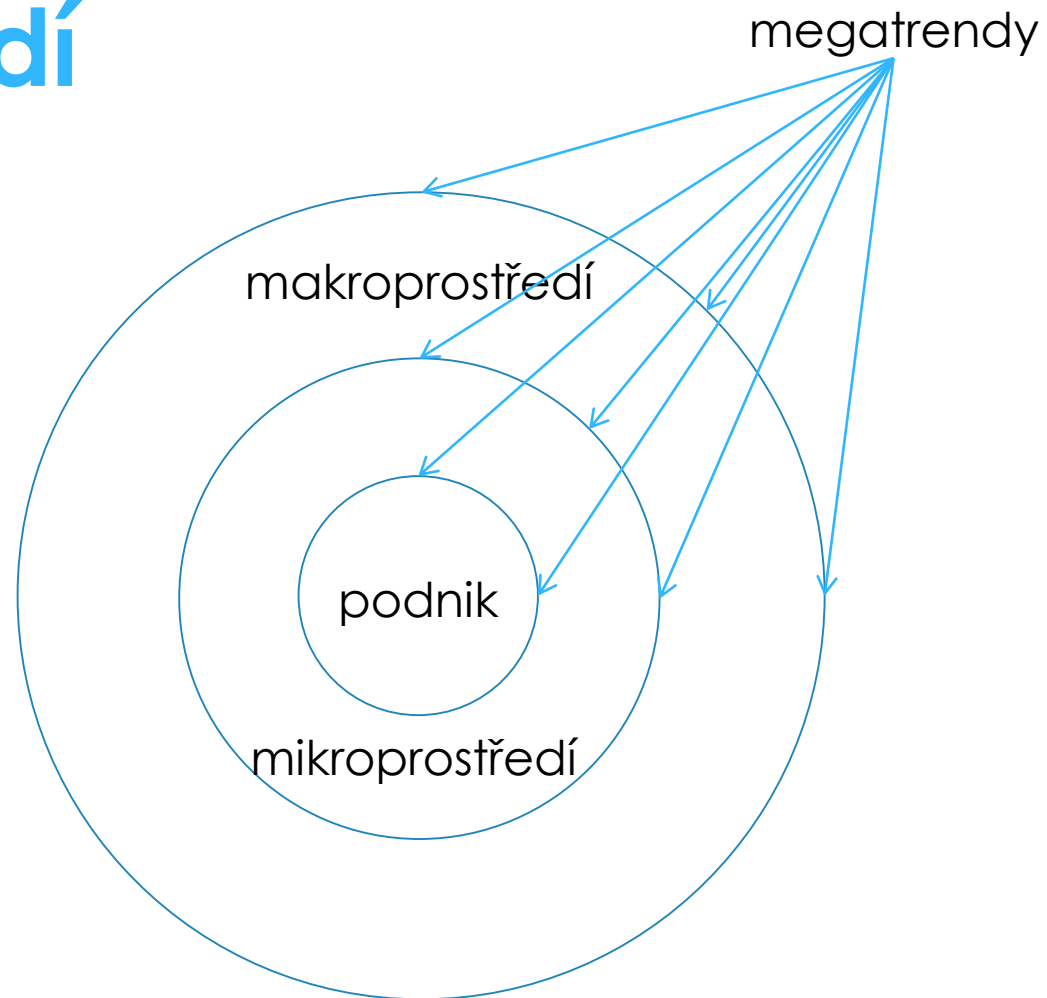 dí
megatrendy
makroprostředí
podnik
mikroprostředí